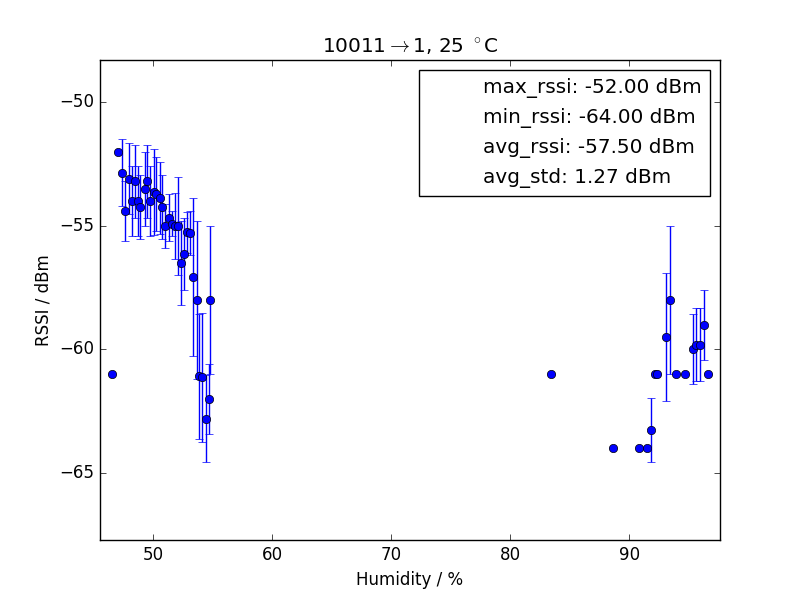 10011→1, 25 °C
max_rssi: -52.00 dBm
min_rssi: -64.00 dBm
avg_rssi: -57.50 dBm
avg_std: 1.27 dBm
RSSI / dBm
−50
−55
−60
−65
50 60 70 80 90
Humidity / %